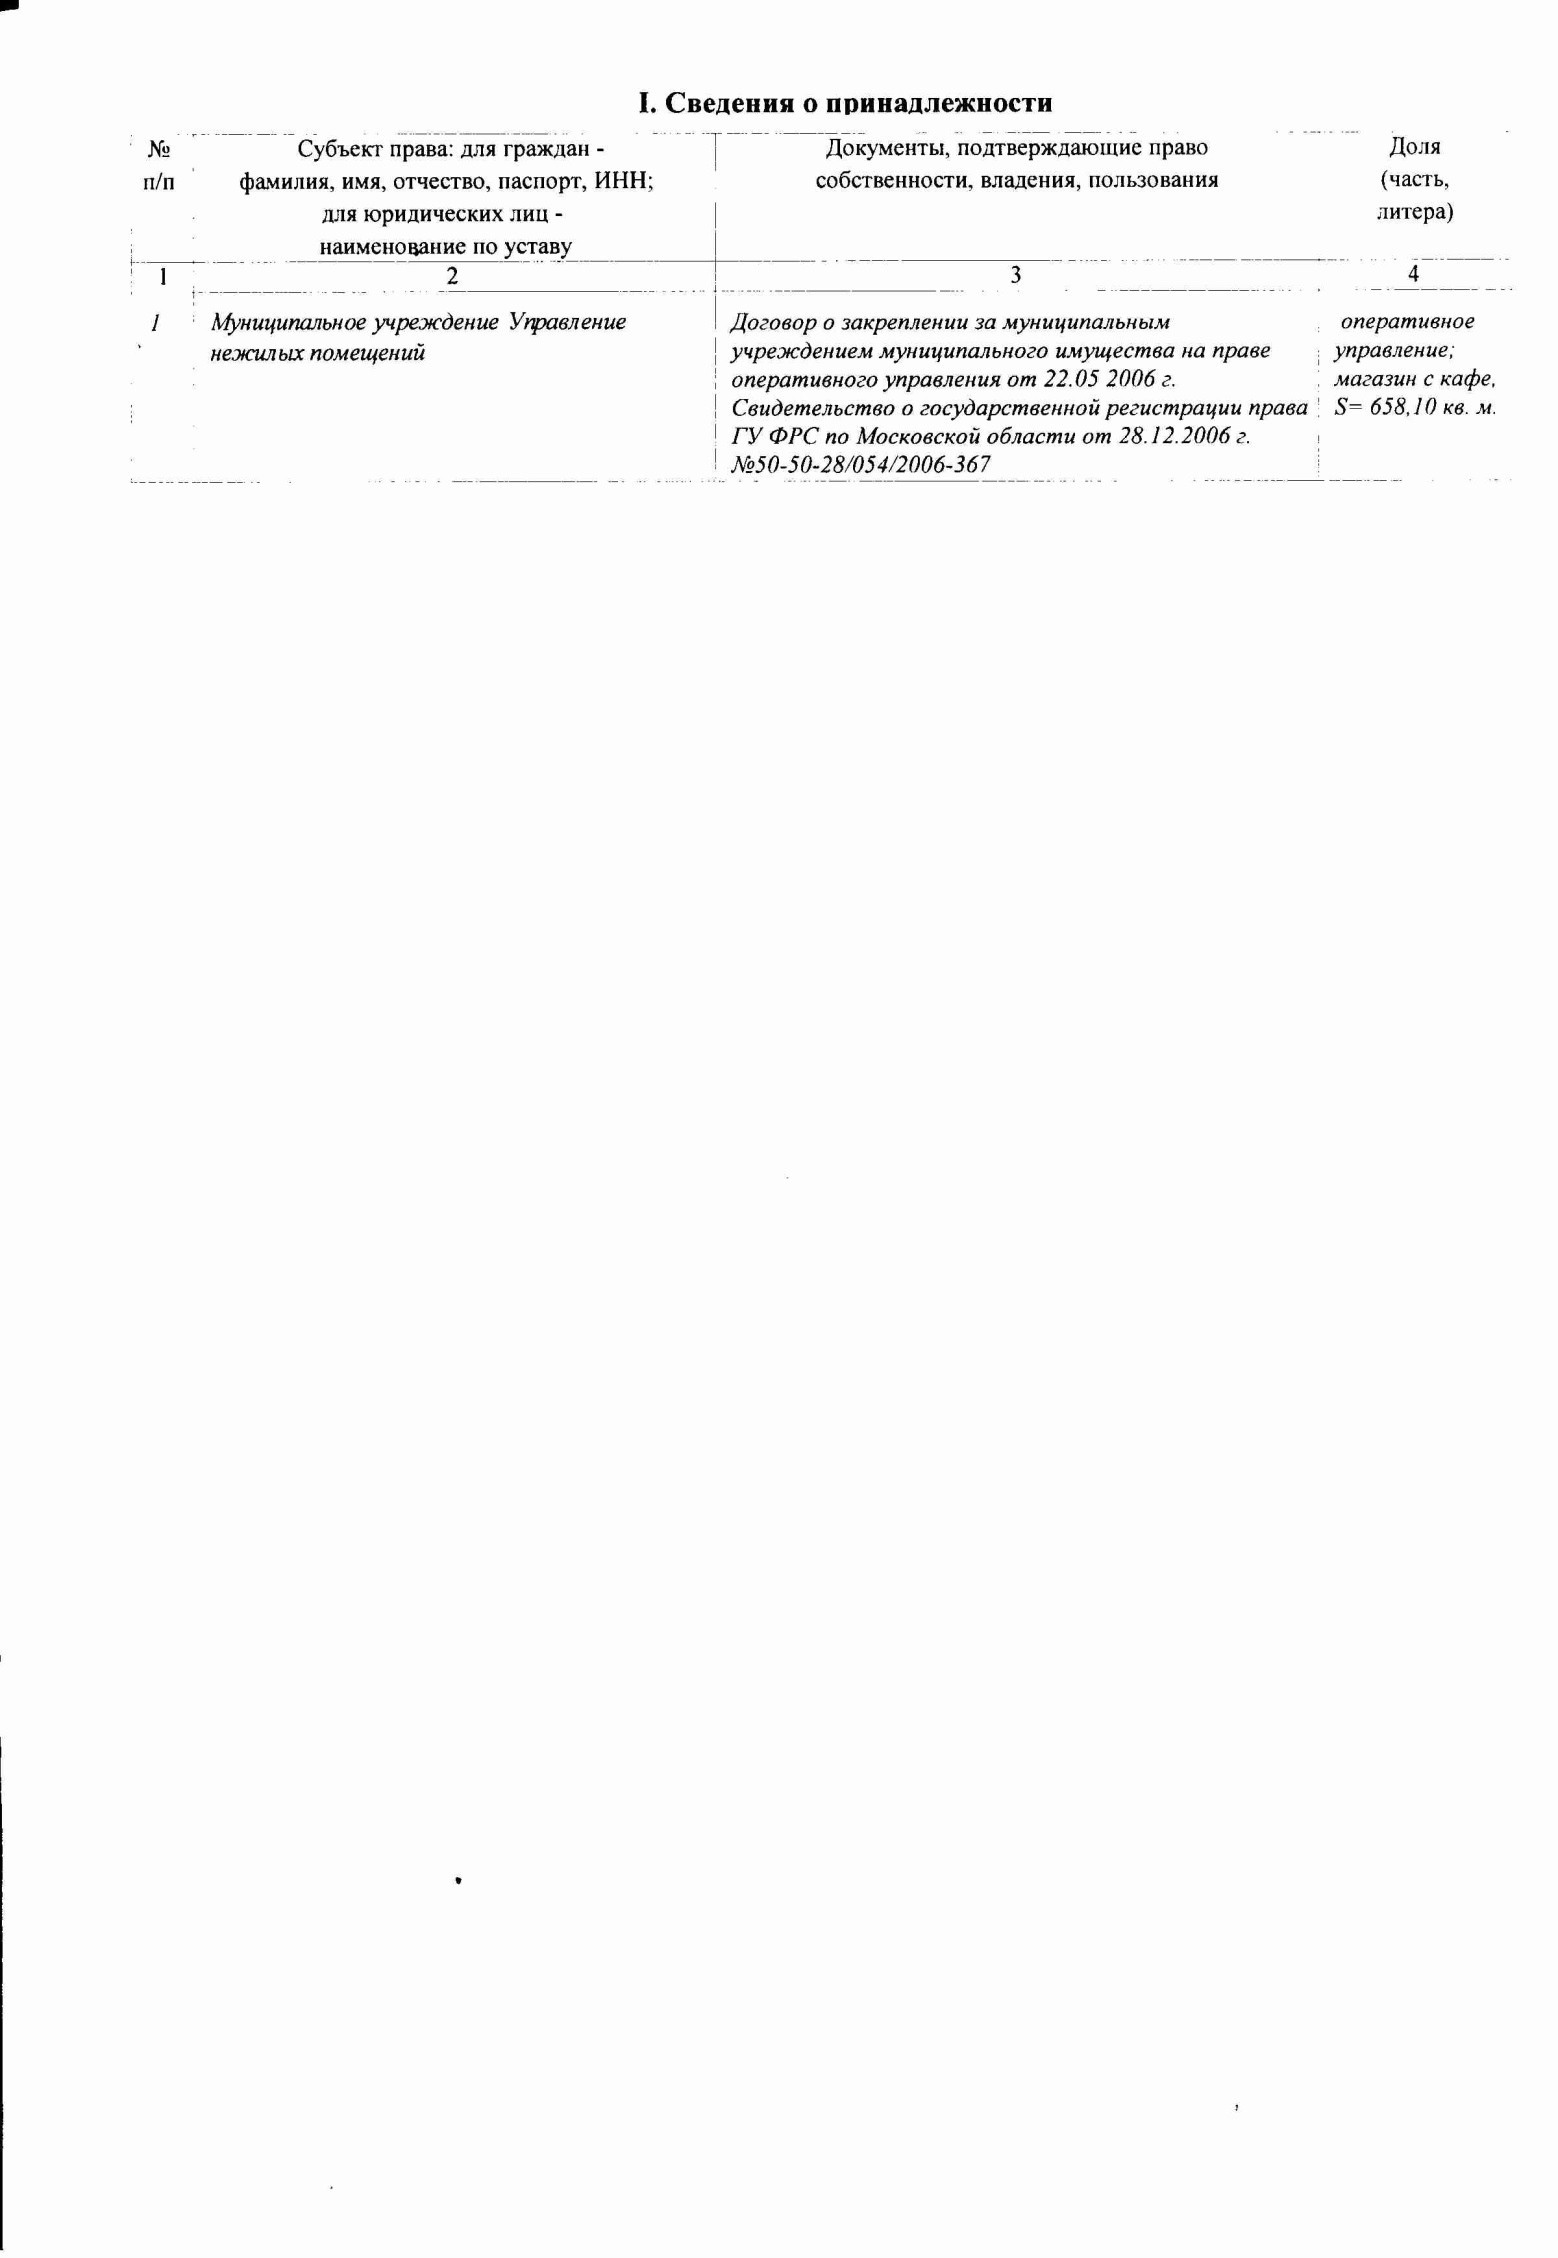 I. Сведения о принадлежности
№
п/п
Субъект права: для граждан -
фамилия, имя, отчество, паспорт, ИНН;
для юридических лиц -
наименование по уставу
Документы, подтверждающие право
собственности, владения, пользования
Доля
(часть,
литера)
1
2
3
4
1
Муниципальное учреждение Управление
нежилых помещений
Договор о закреплении за муниципальным
учреждением муниципального имущества на праве
оперативного управления от 22.05 2006 г.
Свидетельство о государственной регистрации права
ГУ ФРС по Московской области от 28.12.2006 г.
№50-50-28/054/2006-367
оперативное
управление;
магазин с кафе,
S= 658,10 кв. м.